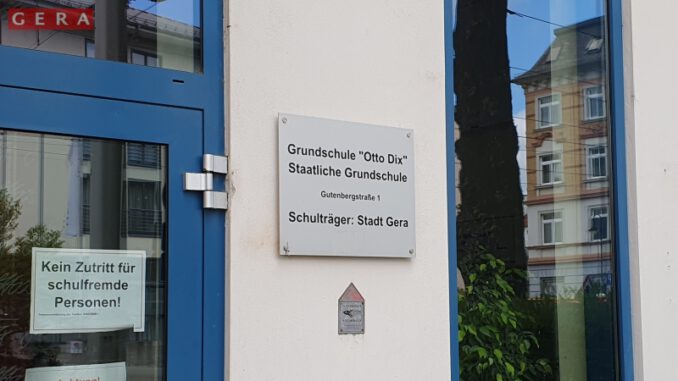 GERA
Grundschule "Otto Dix"
Staatliche Grundschule
Gutenbergstraße 1
Schulträger: Stadt Gera
Kein Zutritt für
schulfremde
Personen!